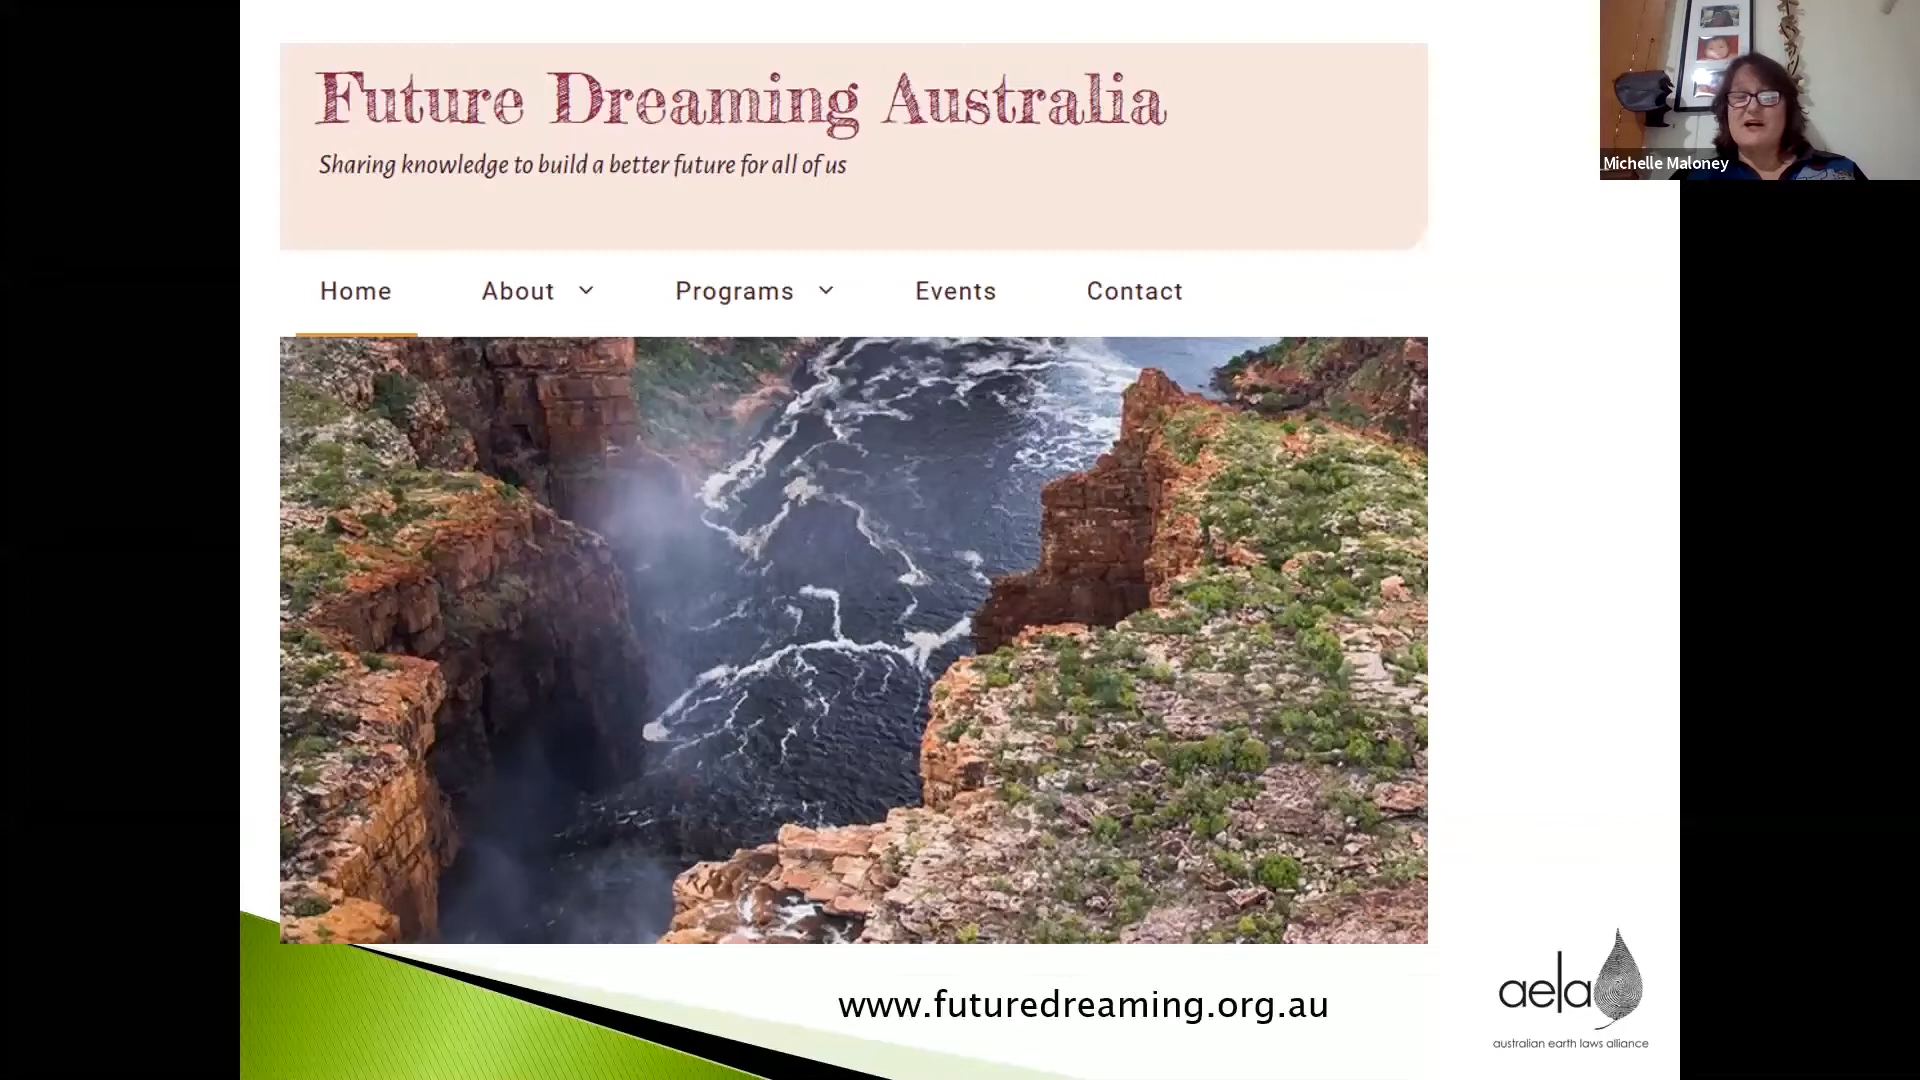 Future Dreaming Australia
Sharing knowledge to build a better future for all of us
Michelle Maloney
Home About Programs Events Contact
www.futuredreaming.org.au
aela
australian earth laws alliance